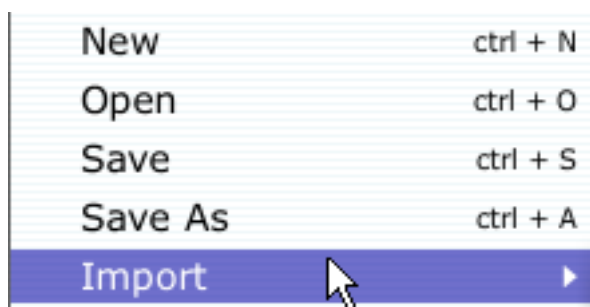 New ctrl + N
Open ctrl + O
Save ctrl + S
Save As ctrl + A
Import